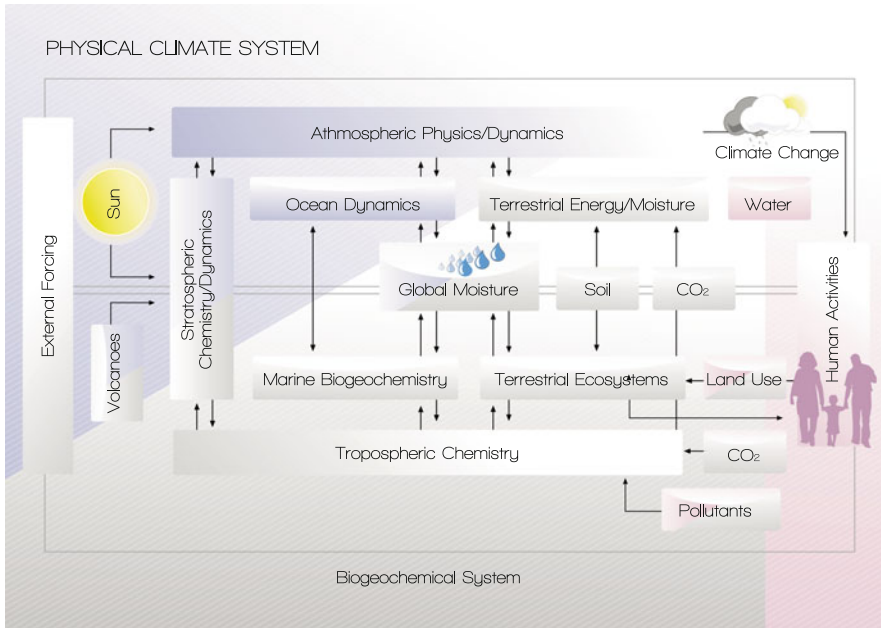 PHYSICAL CLIMATE SYSTEM
Athmospheric Physics/Dynamics
Climate Change
Sun
Ocean Dynamics
Terrestrial Energy/Moisture
Water
External Forcing
Stratospheric
Chemistry/Dynamics
Global Moisture
Soil
CO₂
Human Activities
Volcanoes
Marine Biogeochemistry
Terrestrial Ecosystems
Land Use
Tropospheric Chemistry
CO₂
Pollutants
Biogeochemical System